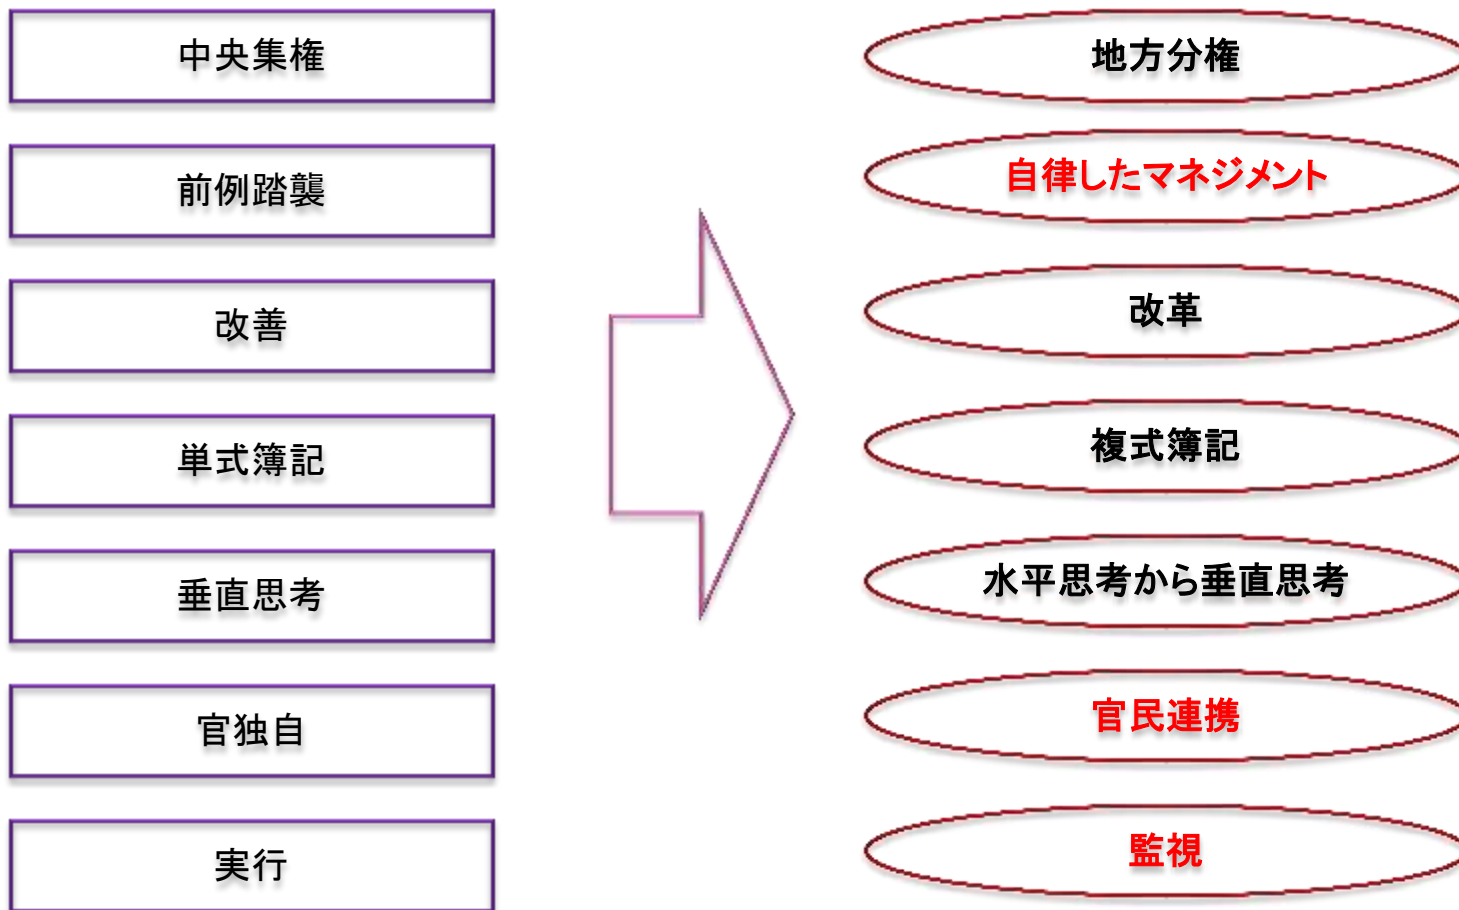 中央集権
地方分権
前例踏襲
自律したマネジメント
改善
改革
単式簿記
複式簿記
垂直思考
水平思考から垂直思考
官独自
官民連携
実行
監視